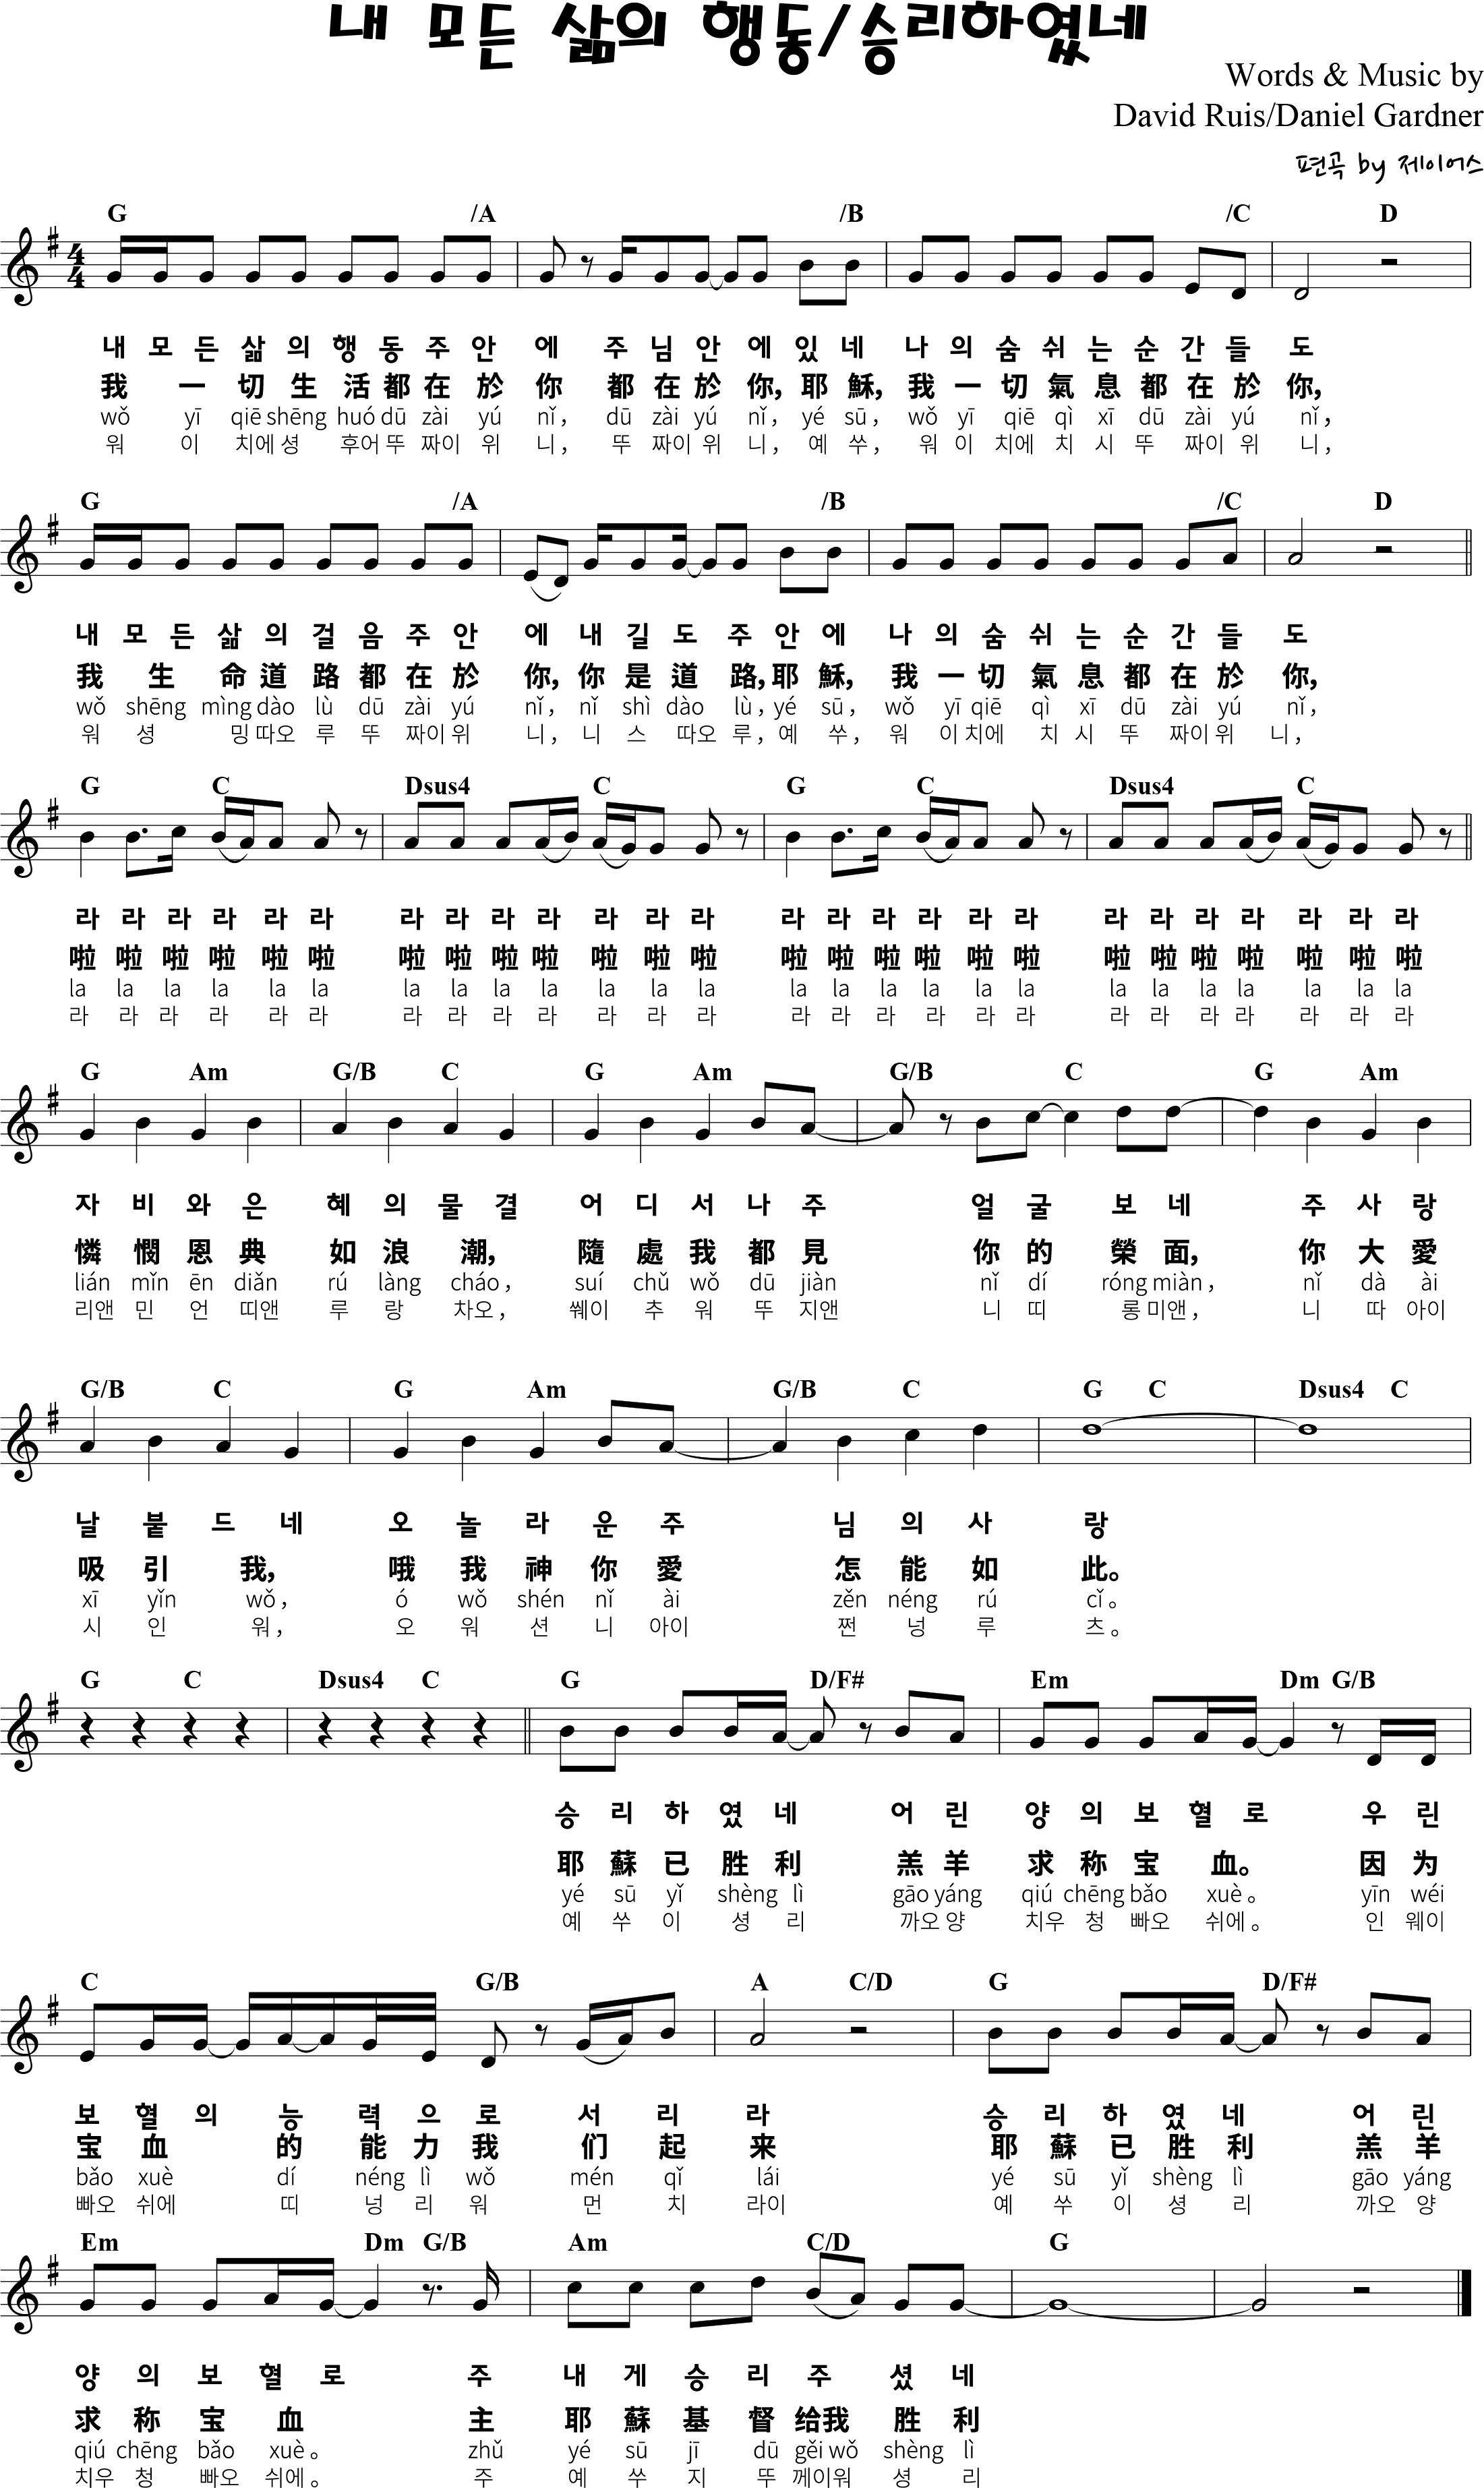 내 모든 삶의 행동/승리하였네
Words & Music by
David Ruis/Daniel Gardner
편곡 by 제이어스
G /A /B /C D
4 4
내 모 든 삶 의 행 동 주 안 에 주 님 안 에 있 네 나 의 숨 쉬 는 순 간 들 도
我 一 切 生 活 都 在 於 你 都 在 於 你, 耶 穌, 我 一 切 氣 息 都 在 於 你,
wǒ yī qiē shēng huó dū zài yú nǐ, dū zài yú nǐ, yé sū, wǒ yī qiē qì xī dū zài yú nǐ,
워 이 치에 셩 후어 뚜 짜이 위 니, 뚜 짜이 위 니, 예 쑤, 워 이 치에 치 시 뚜 짜이 위 니,
G /A /B /C D
내 모 든 삶 의 걸 음 주 안 에 내 길 도 주 안 에 나 의 숨 쉬 는 순 간 들 도
我 生 命 道 路 都 在 於 你, 你 是 道 路, 耶 穌, 我 一 切 氣 息 都 在 於 你,
wǒ shēng mìng dào lù dū zài yú nǐ, nǐ shì dào lù, yé sū, wǒ yī qiē qì xī dū zài yú nǐ,
워 셩 밍 따오 루 뚜 짜이 위 니, 니 스 따오 루, 예 쑤, 워 이 치에 치 시 뚜 짜이 위 니,
G C Dsus4 C G C Dsus4 C
라 라 라 라 라 라 라 라 라 라 라 라 라 라 라 라 라 라 라 라 라 라 라 라 라 라
啦 啦 啦 啦 啦 啦 啦 啦 啦 啦 啦 啦 啦 啦 啦 啦 啦 啦 啦 啦 啦 啦 啦 啦 啦 啦
la la la la la la la la la la la la la la la la la la la la la la la la la la
라 라 라 라 라 라 라 라 라 라 라 라 라 라 라 라 라 라 라 라 라 라 라 라 라 라
G Am G/B C G Am G/B C G Am
자 비 와 은 혜 의 물 결 어 디 서 나 주 얼 굴 보 네 주 사 랑
憐 憫 恩 典 如 浪 潮, 隨 處 我 都 見 你 的 榮 面, 你 大 愛
lián mǐn ēn diǎn rú làng cháo, suí chǔ wǒ dū jiàn nǐ dí róng miàn, nǐ dà ài
리앤 민 언 띠앤 루 랑 차오, 쒜이 추 워 뚜 지앤 니 띠 롱 미앤, 니 따 아이
G/B C G Am G/B C G C Dsus4 C
날 붙 드 네 오 놀 라 운 주 님 의 사 랑
吸 引 我, 哦 我 神 你 愛 怎 能 如 此。
xī yǐn wǒ, ó wǒ shén nǐ ài zěn néng rú cǐ。
시 인 워, 오 워 션 니 아이 쩐 넝 루 츠。
G C Dsus4 C G D/F# Em Dm G/B
승 리 하 였 네 어 린 양 의 보 혈 로 우 린
耶 蘇 已 胜 利 羔 羊 求 称 宝 血。 因 为
yé sū yǐ shèng lì gāo yáng qiú chēng bǎo xuè。 yīn wéi
예 쑤 이 셩 리 까오 양 치우 청 빠오 쉬에。 인 웨이
C G/B A C/D G D/F#
보 혈 의 능 력 으 로 서 리 라 승 리 하 였 네 어 린
宝 血 的 能 力 我 们 起 来 耶 蘇 已 胜 利 羔 羊
bǎo xuè dí néng lì wǒ mén qǐ lái yé sū yǐ shèng lì gāo yáng
빠오 쉬에 띠 넝 리 워 먼 치 라이 예 쑤 이 셩 리 까오 양
Em Dm G/B Am C/D G
양 의 보 혈 로 주 내 게 승 리 주 셨 네
求 称 宝 血 主 耶 蘇 基 督 给我 胜 利
qiú chēng bǎo xuè。 zhǔ yé sū jī dū gěi wǒ shèng lì
치우 청 빠오 쉬에。 주 예 쑤 지 뚜 께이워 셩 리